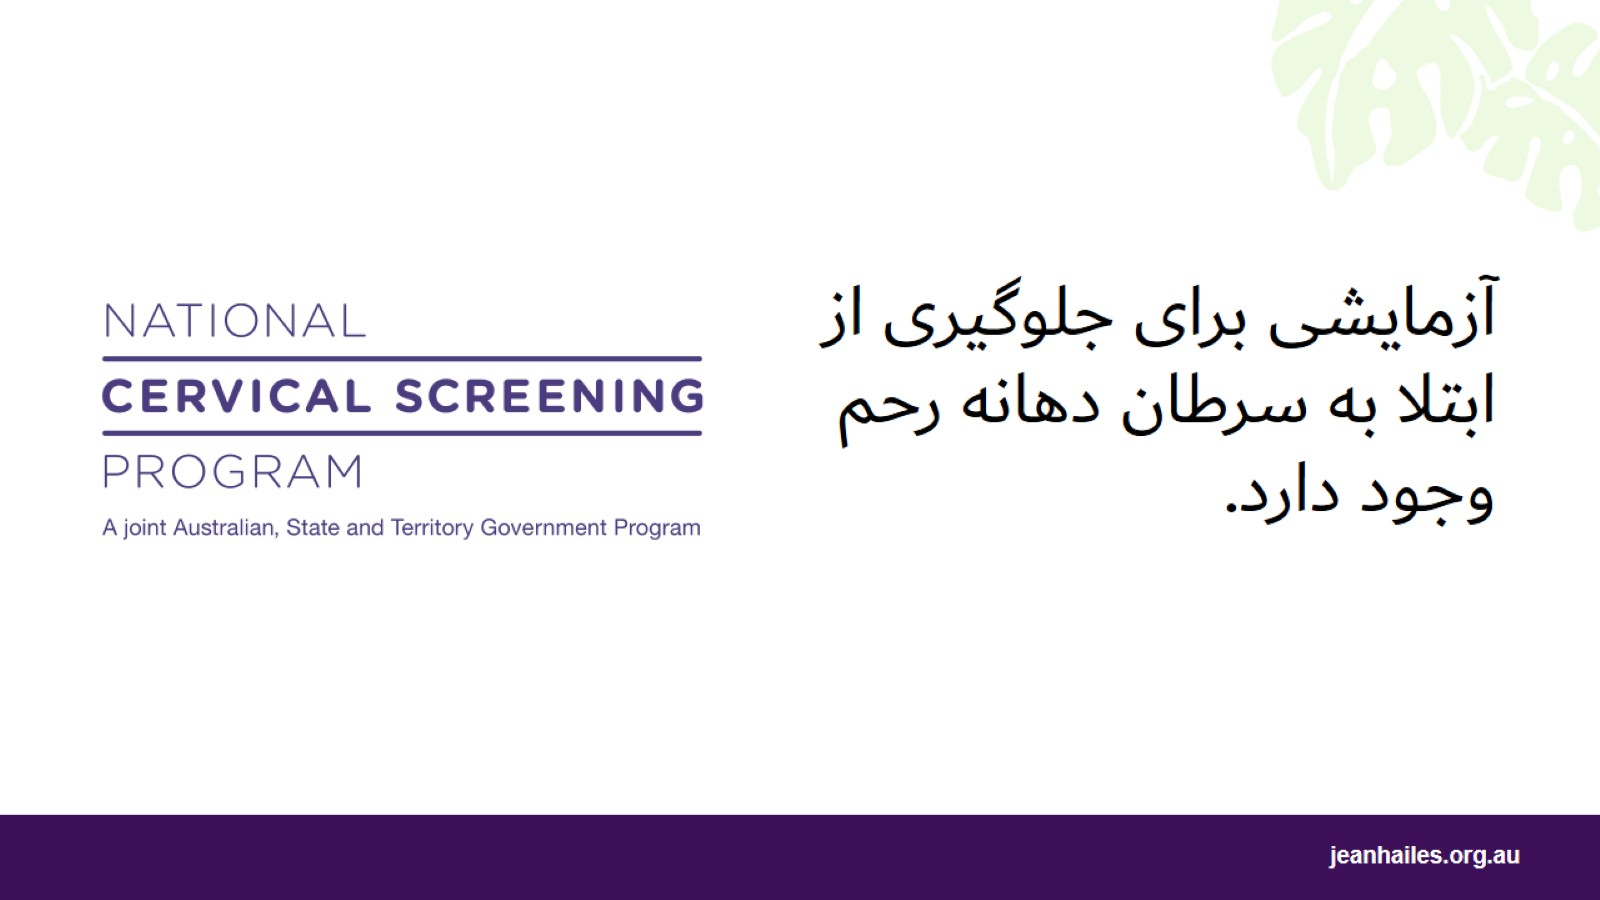 NATIONAL
CERVICAL SCREENING
PROGRAM
A joint Australian, State and Territory Government Program
آزمایشی برای جلوگیری از
ابتلا به سرطان دهانه رحم
وجود دارد.
jeanhailes.org.au